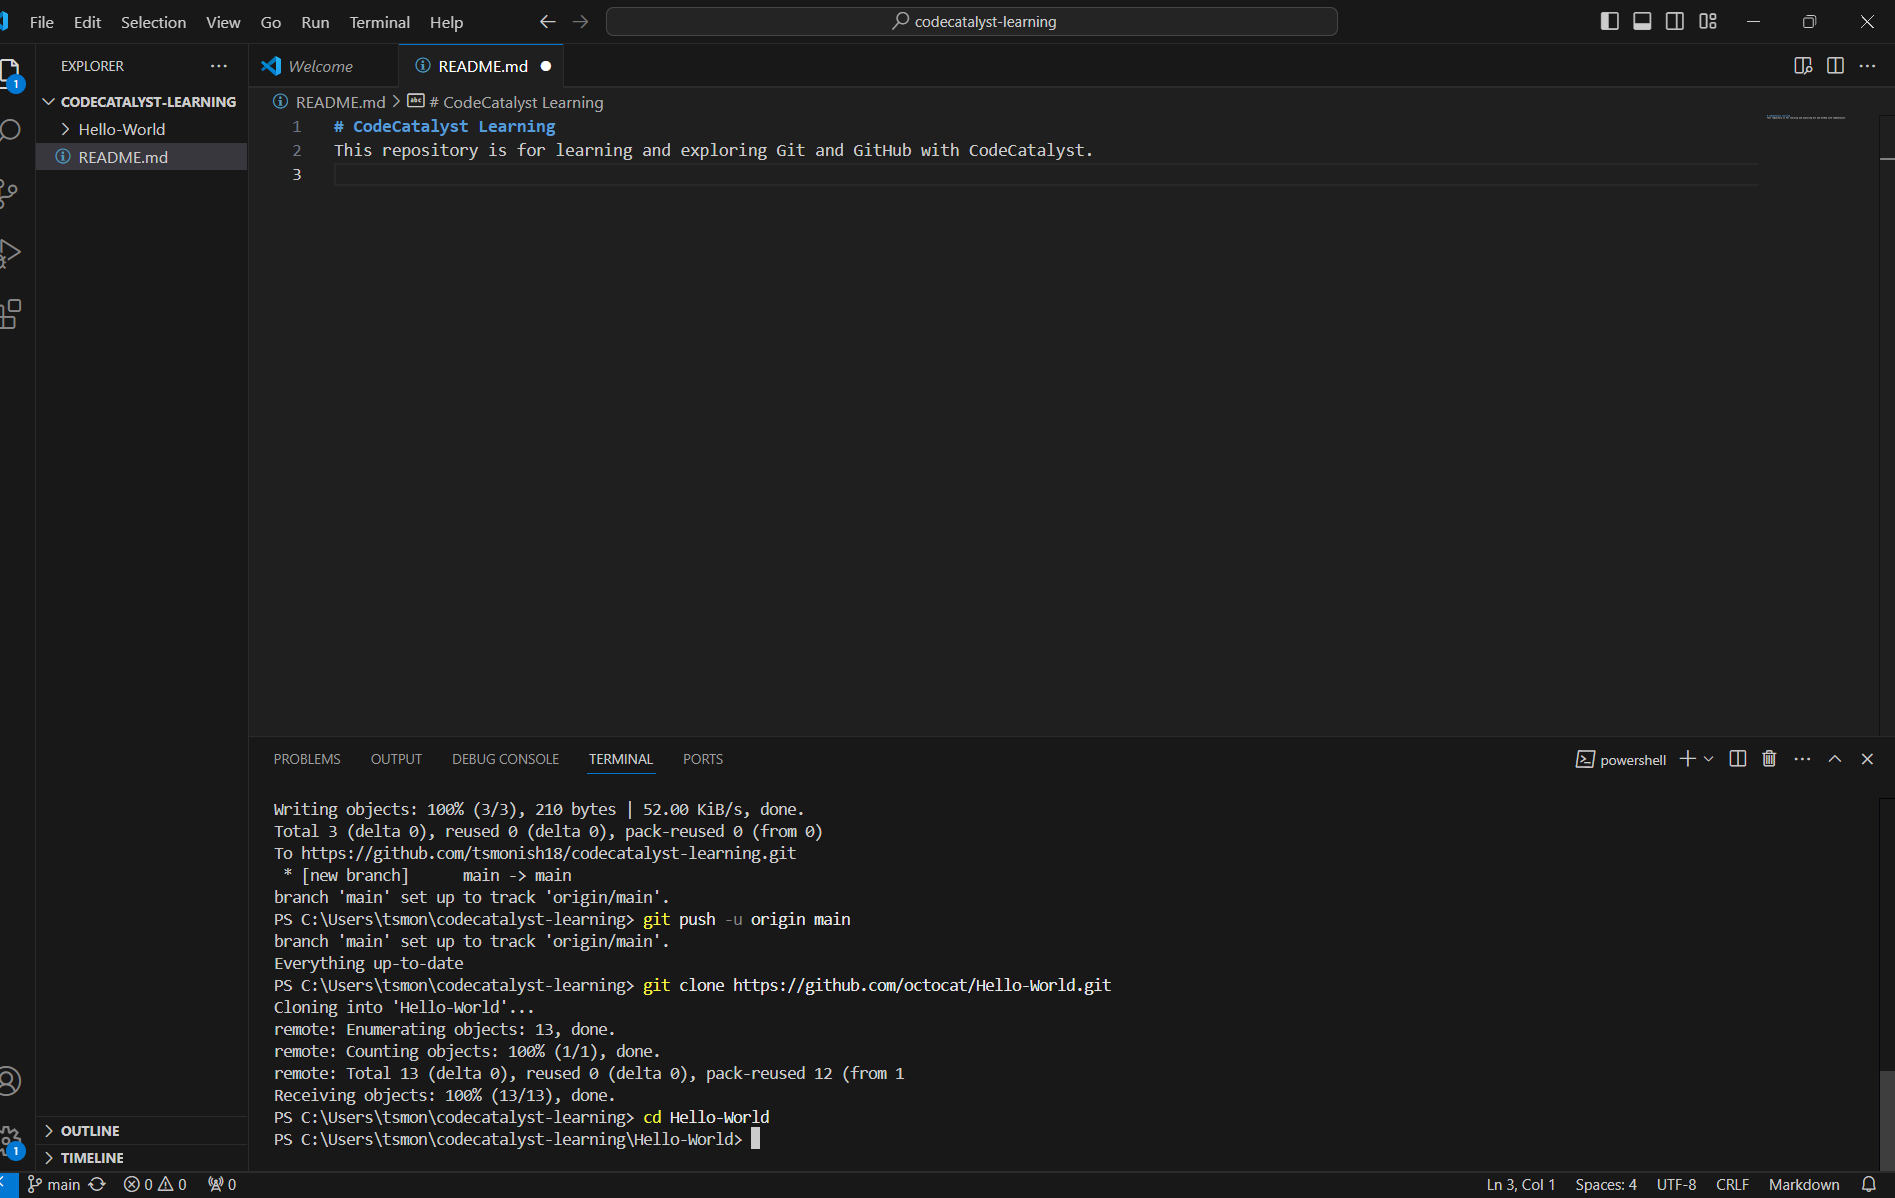 File Edit Selection View Go Run Terminal Help
codecatalyst-learning
1
EXPLORER
CODECATALYST-LEARNING
Hello-World
README.md
Welcome
README.md
README.md > # CodeCatalyst Learning
1 # CodeCatalyst Learning
2 This repository is for learning and exploring Git and GitHub with CodeCatalyst.
3
PROBLEMS OUTPUT DEBUG CONSOLE TERMINAL PORTS
powershell
Writing objects: 100% (3/3), 210 bytes | 52.00 KiB/s, done.
Total 3 (delta 0), reused 0 (delta 0), pack-reused 0 (from 0)
To https://github.com/tsmonish18/codecatalyst-learning.git
 * [new branch]      main -> main
branch 'main' set up to track 'origin/main'.
PS C:\Users\tsmon\codecatalyst-learning> git push -u origin main
branch 'main' set up to track 'origin/main'.
Everything up-to-date
PS C:\Users\tsmon\codecatalyst-learning> git clone https://github.com/octocat/Hello-World.git
Cloning into 'Hello-World'...
remote: Enumerating objects: 13, done.
remote: Counting objects: 100% (1/1), done.
remote: Total 13 (delta 0), reused 0 (delta 0), pack-reused 12 (from 1
Receiving objects: 100% (13/13), done.
PS C:\Users\tsmon\codecatalyst-learning> cd Hello-World
PS C:\Users\tsmon\codecatalyst-learning\Hello-World>
OUTLINE
1
TIMELINE
main 0 0 0
Ln 3, Col 1 Spaces: 4 UTF-8 CRLF Markdown